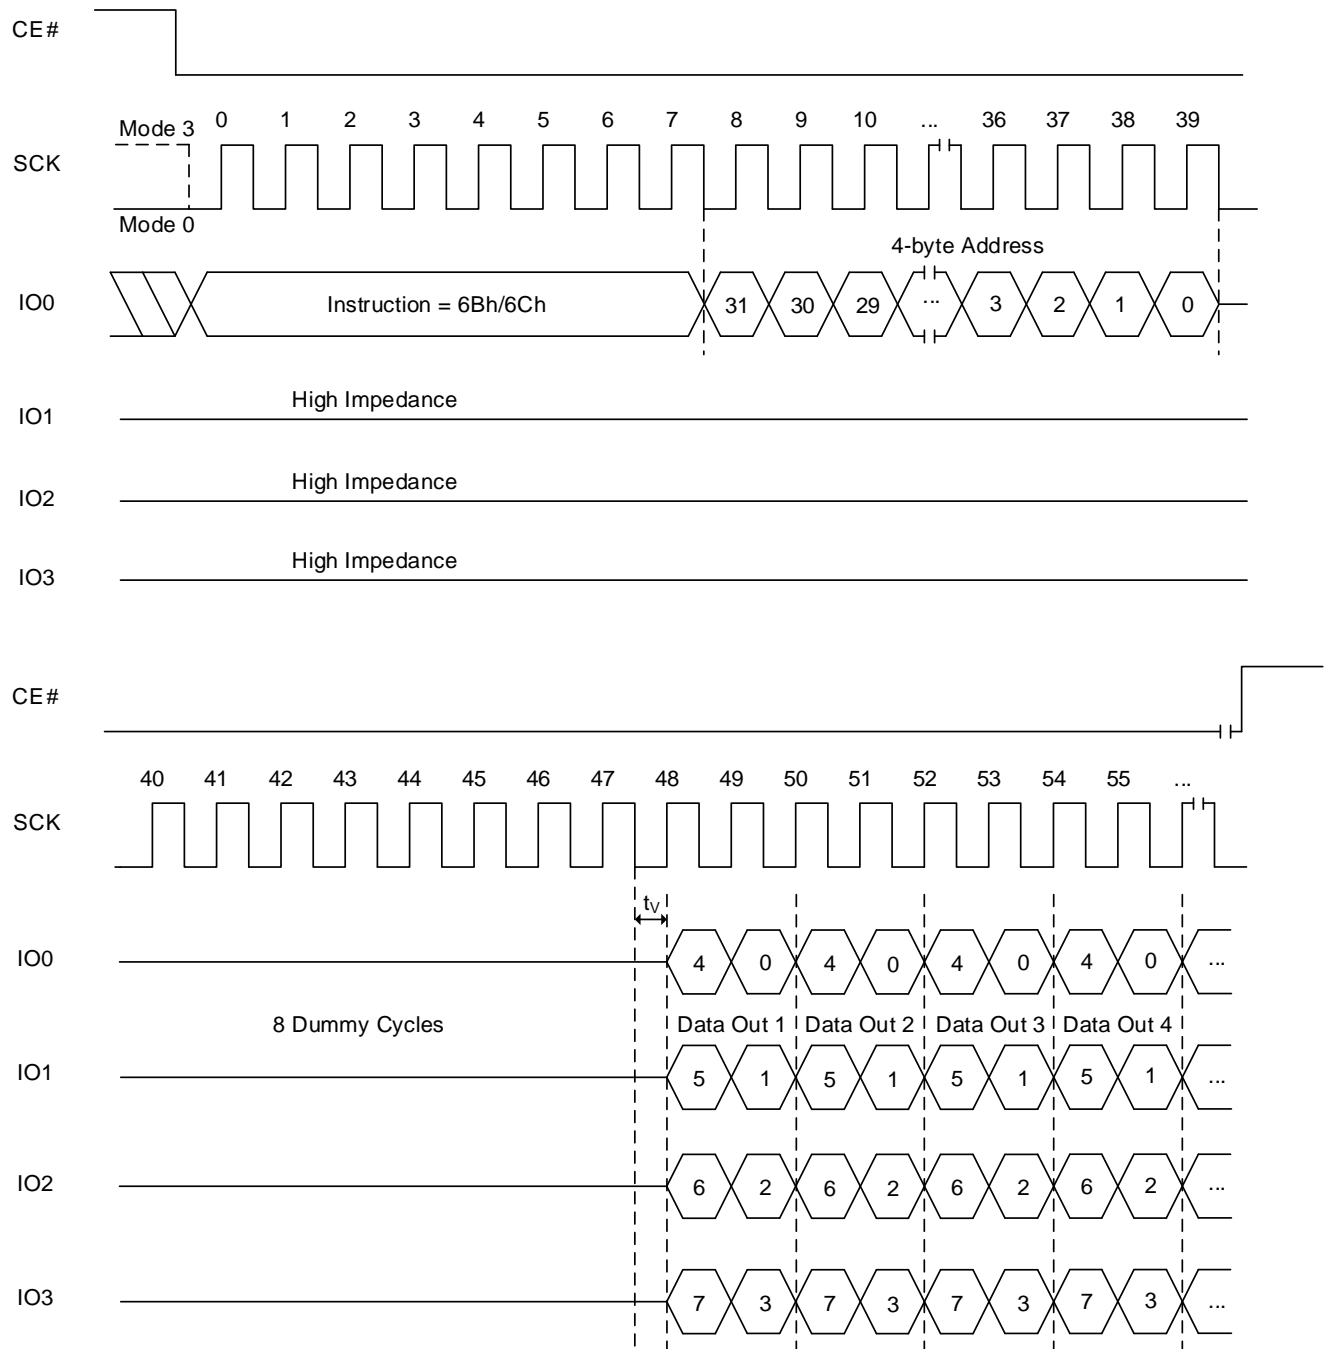 CE#
Mode 3 0 1 2 3 4 5 6 7 8 9 10 ... 36 37 38 39
SCK
Mode 0
4-byte Address
IO0 Instruction = 6Bh/6Ch 31 30 29 ... 3 2 1 0
High Impedance
IO1
High Impedance
IO2
High Impedance
IO3
CE#
40 41 42 43 44 45 46 47 48 49 50 51 52 53 54 55 ...
SCK
tV
IO0 4 0 4 0 4 0 4 0 ...
8 Dummy Cycles Data Out 1 Data Out 2 Data Out 3 Data Out 4
IO1 5 1 5 1 5 1 5 1 ...
IO2 6 2 6 2 6 2 6 2 ...
IO3 7 3 7 3 7 3 7 3 ...